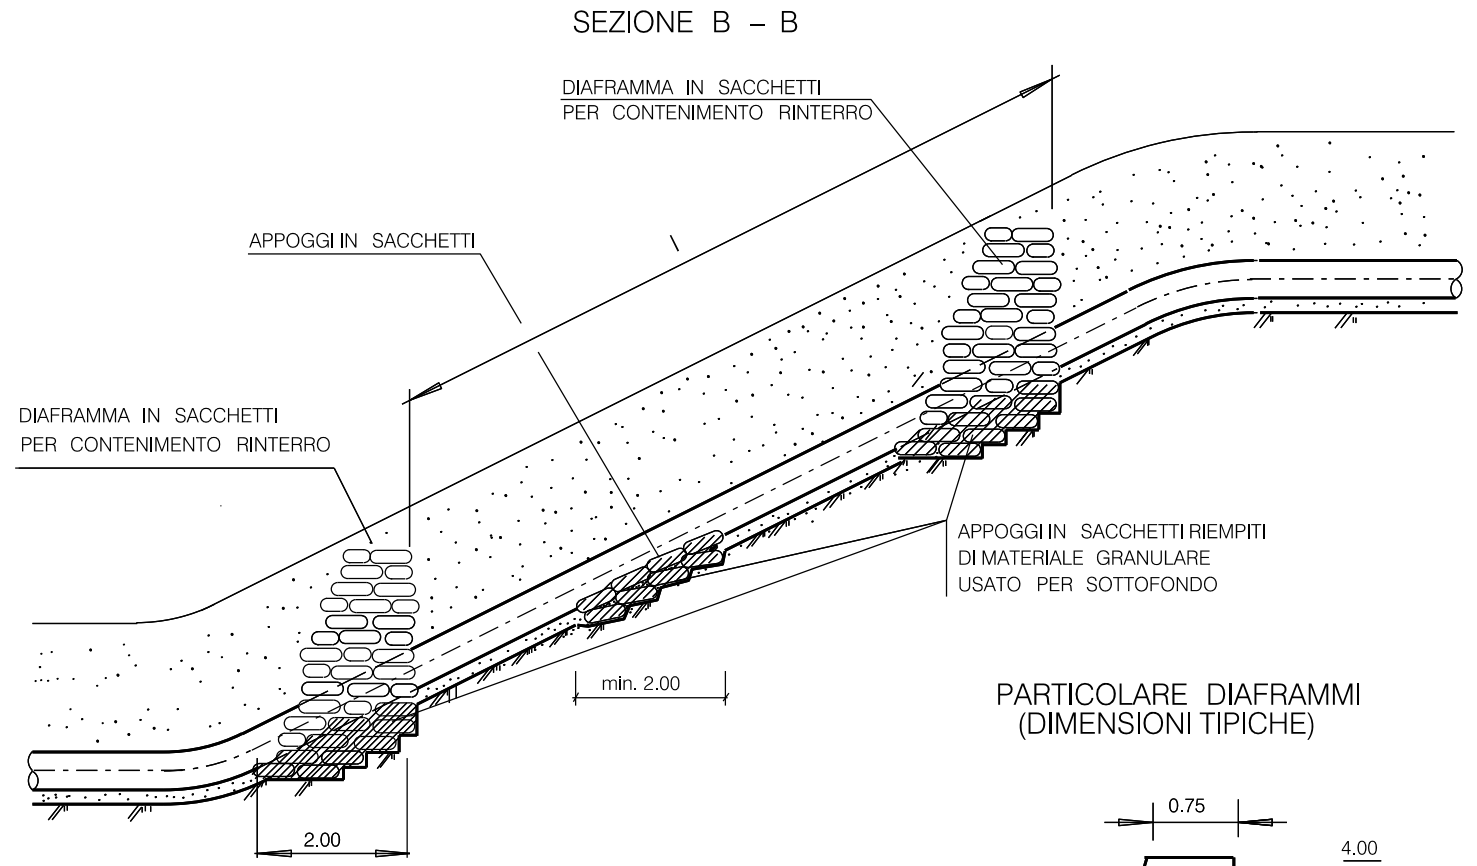 SEZIONE B – B
DIAFRAMMA IN SACCHETTI
PER CONTENIMENTO RINTERRO
APPOGGI IN SACCHETTI
l
DIAFRAMMA IN SACCHETTI
PER CONTENIMENTO RINTERRO
APPOGGI IN SACCHETTI RIEMPITI
DI MATERIALE GRANULARE
USATO PER SOTTOFONDO
min. 2.00
PARTICOLARE DIAFRAMMI
(DIMENSIONI TIPICHE)
0.75
2.00
4.00